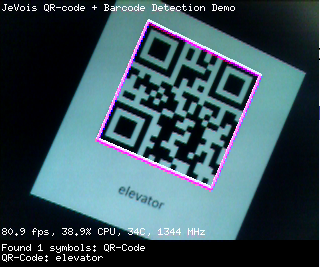 JeVois QR-code + Barcode Detection Demo
elevator
80.9 fps, 38.9% CPU, 34C, 1344 MHz
Found 1 symbols: QR-Code
QR-Code: elevator